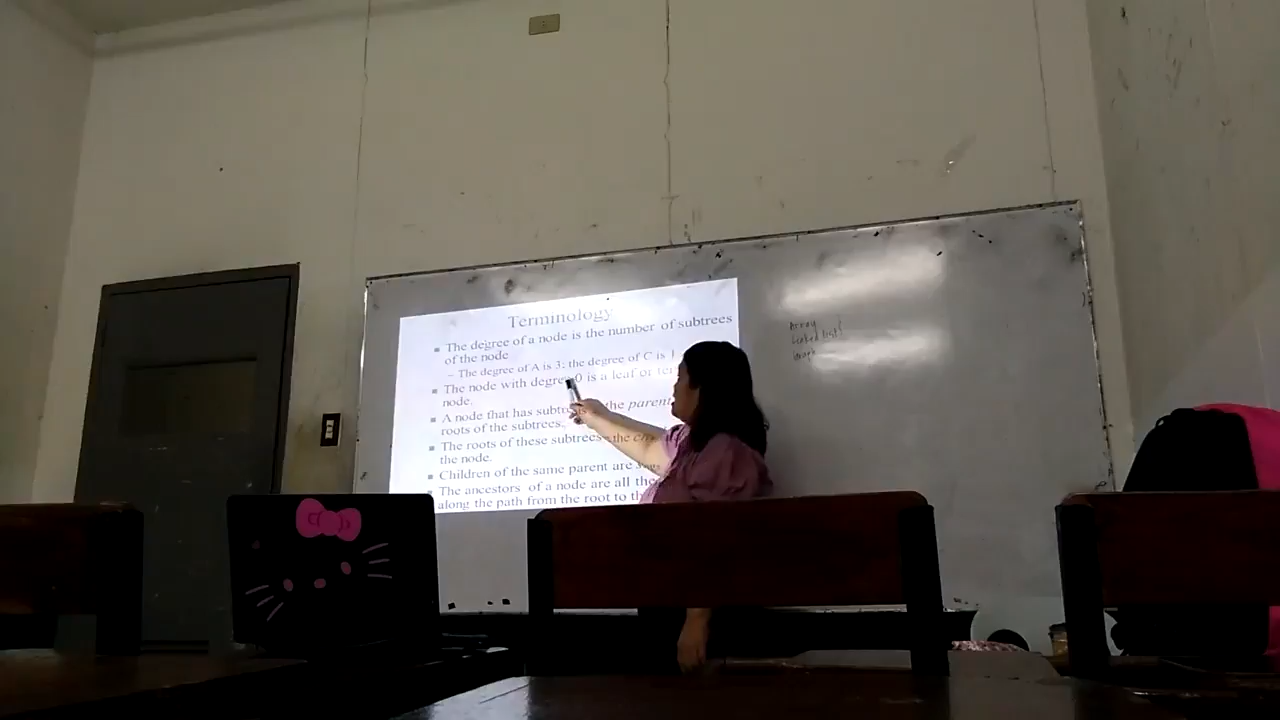 Terminology
The degree of a node is the number of subtrees
of the node
– The degree of A is 3; the degree of C is 1
The node with degree 0 is a leaf or
node.
A node that has subtrees the parent
roots of the subtrees.
The roots of these subtrees the
the node.
Children of the same parent are
The ancestors of a node are all the
along the path from the root to
Array
Linked list